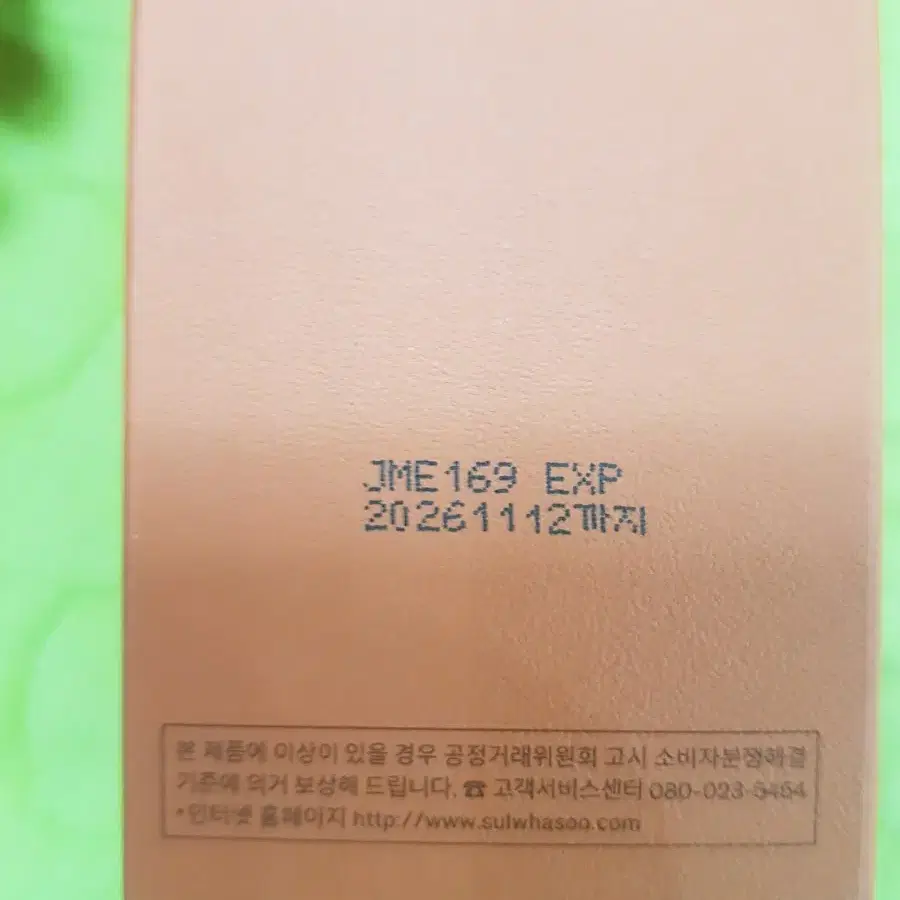 JME169 EXP
20261112까지
본 제품에 이상이 있을 경우 공정거래위원회 고시 소비자분쟁해결
기준에 의거 보상해 드립니다. ☎ 고객서비스센터 080-023-5454
•인터넷 홈페이지 http://www.sulwhasoo.com